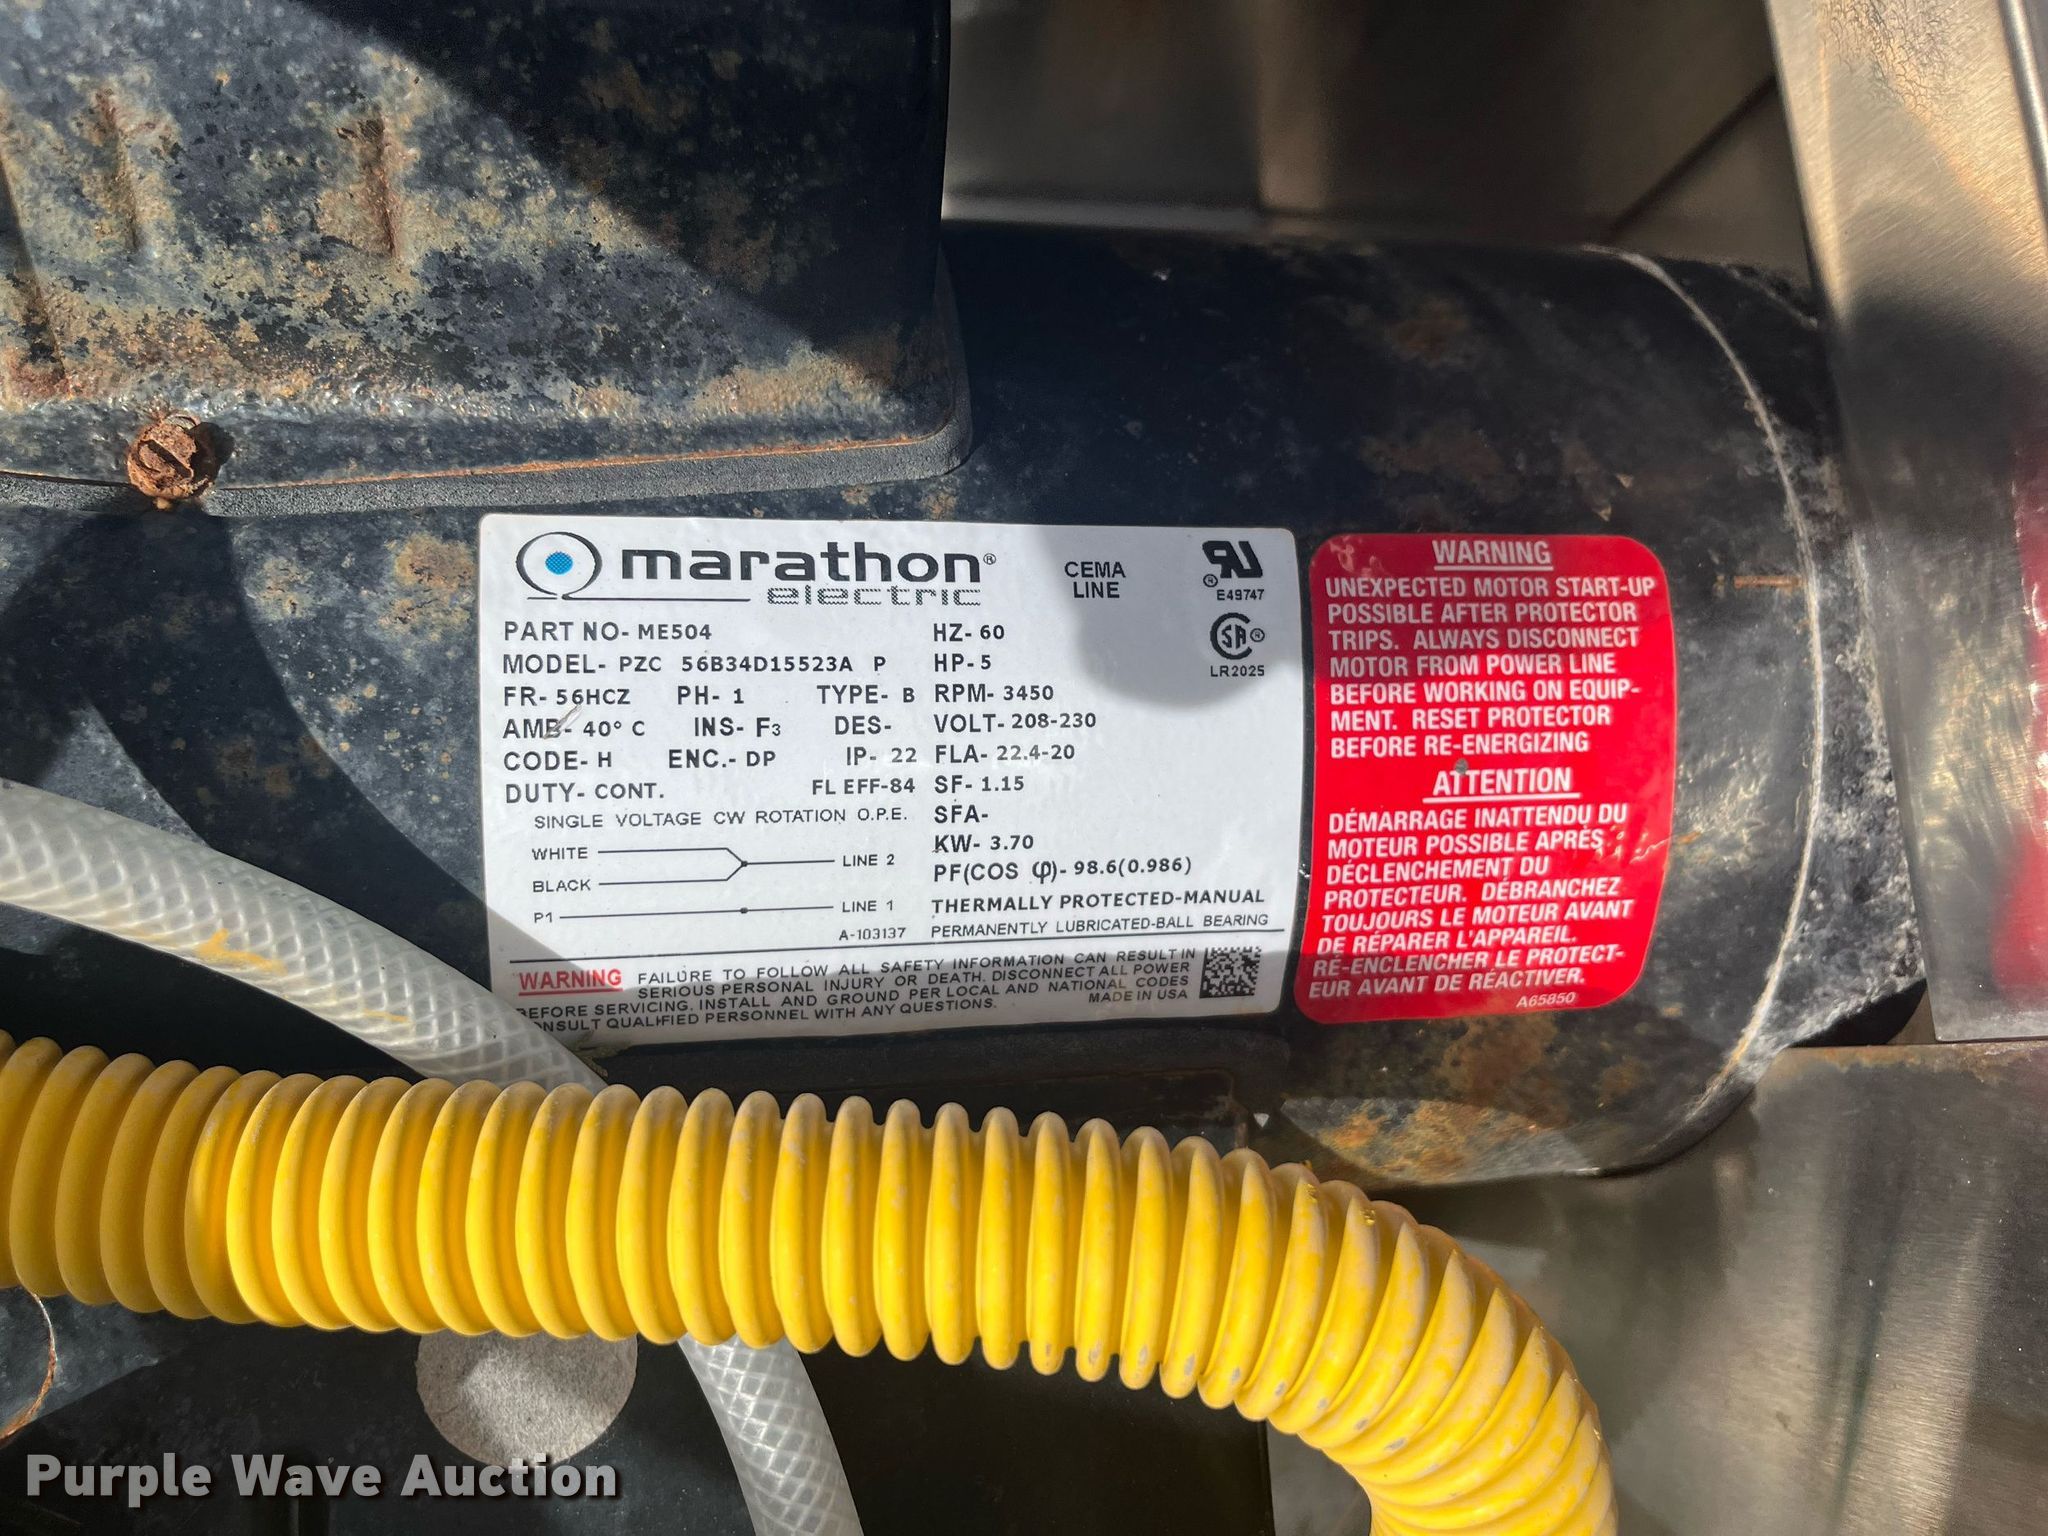 marathon®
electric
CEMA
LINE
®
E49747
SA ®
LR2025
PART NO- ME504
MODEL- PZC 56B34D15523A P
FR- 56HCZ PH- 1 TYPE- B
AMB- 40° C INS- F3 DES-
CODE- H ENC.- DP IP- 22
DUTY- CONT. FL EFF-84
SINGLE VOLTAGE CW ROTATION O.P.E.
WHITE
BLACK
LINE 2
P1
LINE 1
A-103137
HZ- 60
HP- 5
RPM- 3450
VOLT- 208-230
FLA- 22.4-20
SF- 1.15
SFA-
KW- 3.70
PF(COS φ)- 98.6(0.986)
THERMALLY PROTECTED-MANUAL
PERMANENTLY LUBRICATED-BALL BEARING
WARNING FAILURE TO FOLLOW ALL SAFETY INFORMATION CAN RESULT IN
SERIOUS PERSONAL INJURY OR DEATH. DISCONNECT ALL POWER
BEFORE SERVICING. INSTALL AND GROUND PER LOCAL AND NATIONAL CODES
CONSULT QUALIFIED PERSONNEL WITH ANY QUESTIONS. MADE IN USA
WARNING
UNEXPECTED MOTOR START-UP
POSSIBLE AFTER PROTECTOR
TRIPS. ALWAYS DISCONNECT
MOTOR FROM POWER LINE
BEFORE WORKING ON EQUIP-
MENT. RESET PROTECTOR
BEFORE RE-ENERGIZING
ATTENTION
DÉMARRAGE INATTENDU DU
MOTEUR POSSIBLE APRÈS
DÉCLENCHEMENT DU
PROTECTEUR. DÉBRANCHEZ
TOUJOURS LE MOTEUR AVANT
DE RÉPARER L'APPAREIL.
RÉ-ENCLENCHER LE PROTECT-
EUR AVANT DE RÉACTIVER.
A65850
Purple Wave Auction